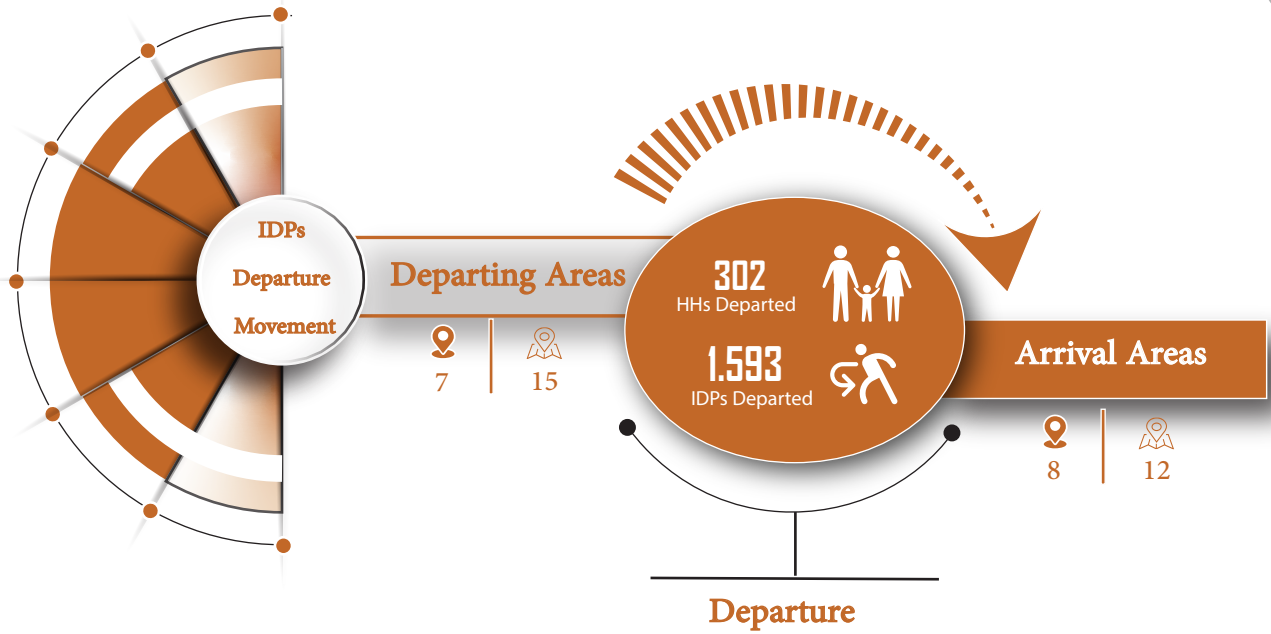 IDPs
Departure
Movement
Departing Areas
7
15
302
HHs Departed
1.593
IDPs Departed
Arrival Areas
8
12
Departure